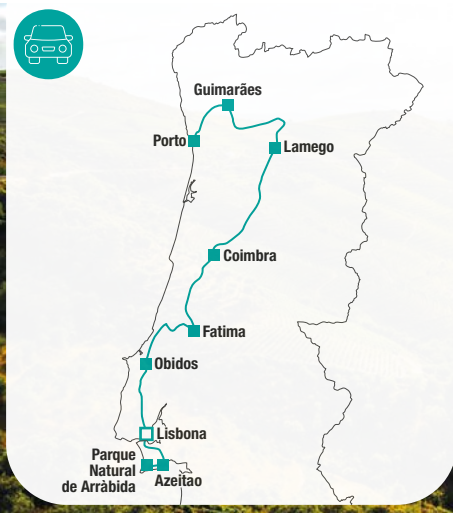 Guimarães
Porto
Lamego
Coimbra
Fatima
Obidos
Lisbona
Parque
Natural
de Arràbida
Azeitao